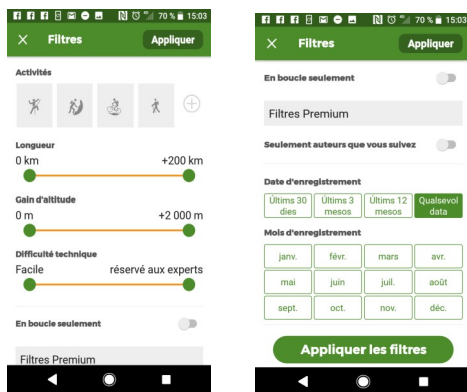 70 % 15:03
Filtres Appliquer
Activités
Longueur
0 km +200 km
Gain d'altitude
0 m +2 000 m
Difficulté technique
Facile réservé aux experts
En boucle seulement
Filtres Premium
70 % 15:03
Filtres Appliquer
En boucle seulement
Filtres Premium
Seulement auteurs que vous suivez
Date d'enregistrement
Últims 30 dies Últims 3 mesos Últims 12 mesos Qualsevol data
Mois d'enregistrement
janv. févr. mars avr.
mai juin juil. août
sept. oct. nov. déc.
Appliquer les filtres